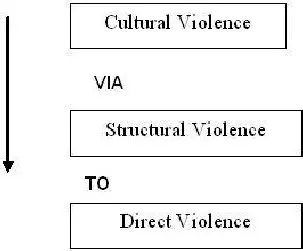 Cultural Violence
VIA
Structural Violence
TO
Direct Violence